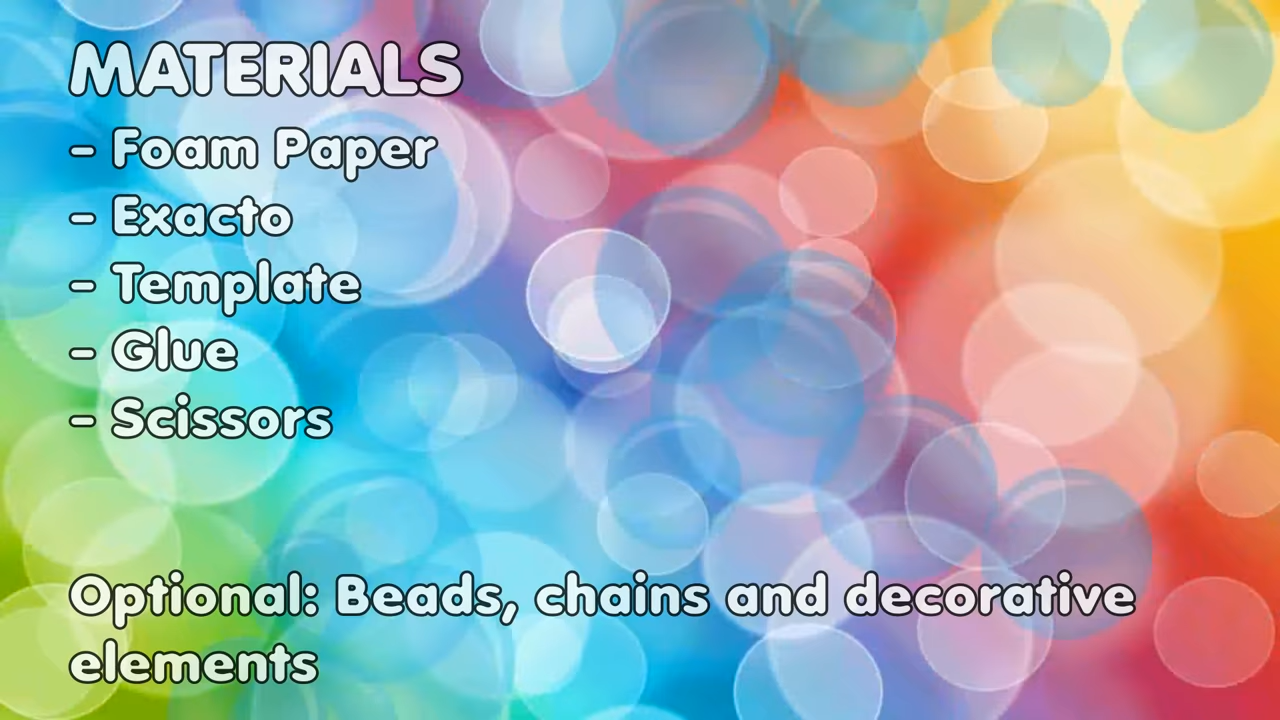 MATERIALS
- Foam Paper
- Exacto
- Template
- Glue
- Scissors
Optional: Beads, chains and decorative
elements